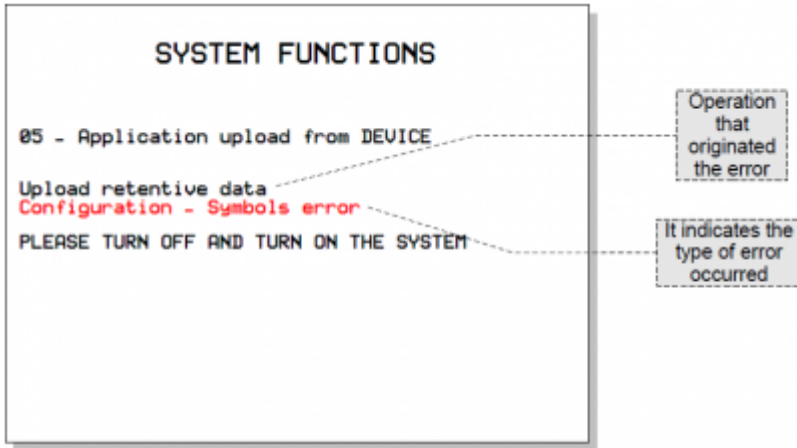 SYSTEM FUNCTIONS
05 - Application upload from DEVICE
Upload retentive data
Configuration - Symbols error
PLEASE TURN OFF AND TURN ON THE SYSTEM
Operation
that
originated
the error
It indicates the
type of error
occurred